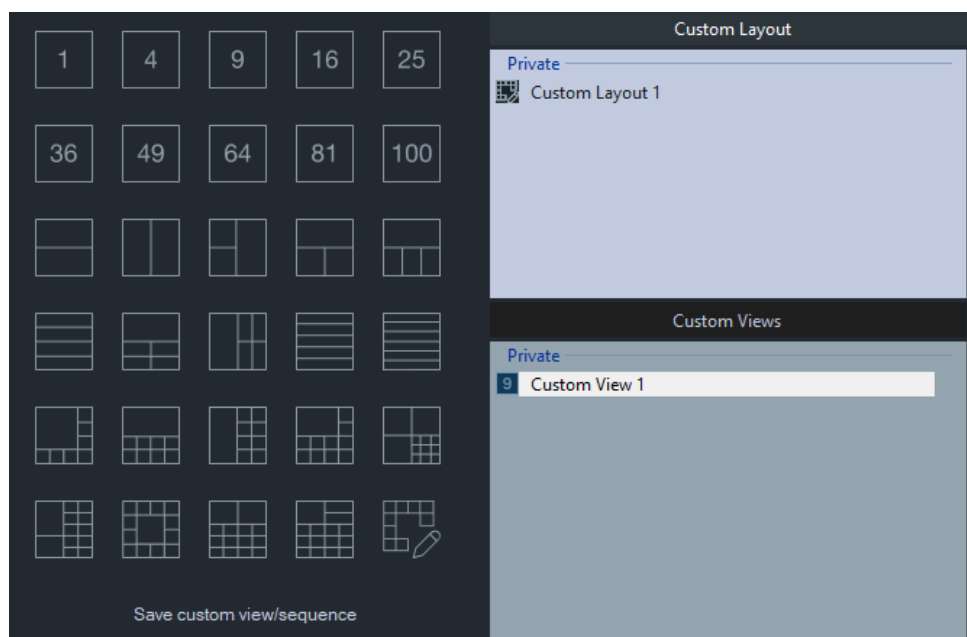 1 4 9 16 25
36 49 64 81 100
Save custom view/sequence
Custom Layout
Private
Custom Layout 1
Custom Views
Private
9 Custom View 1